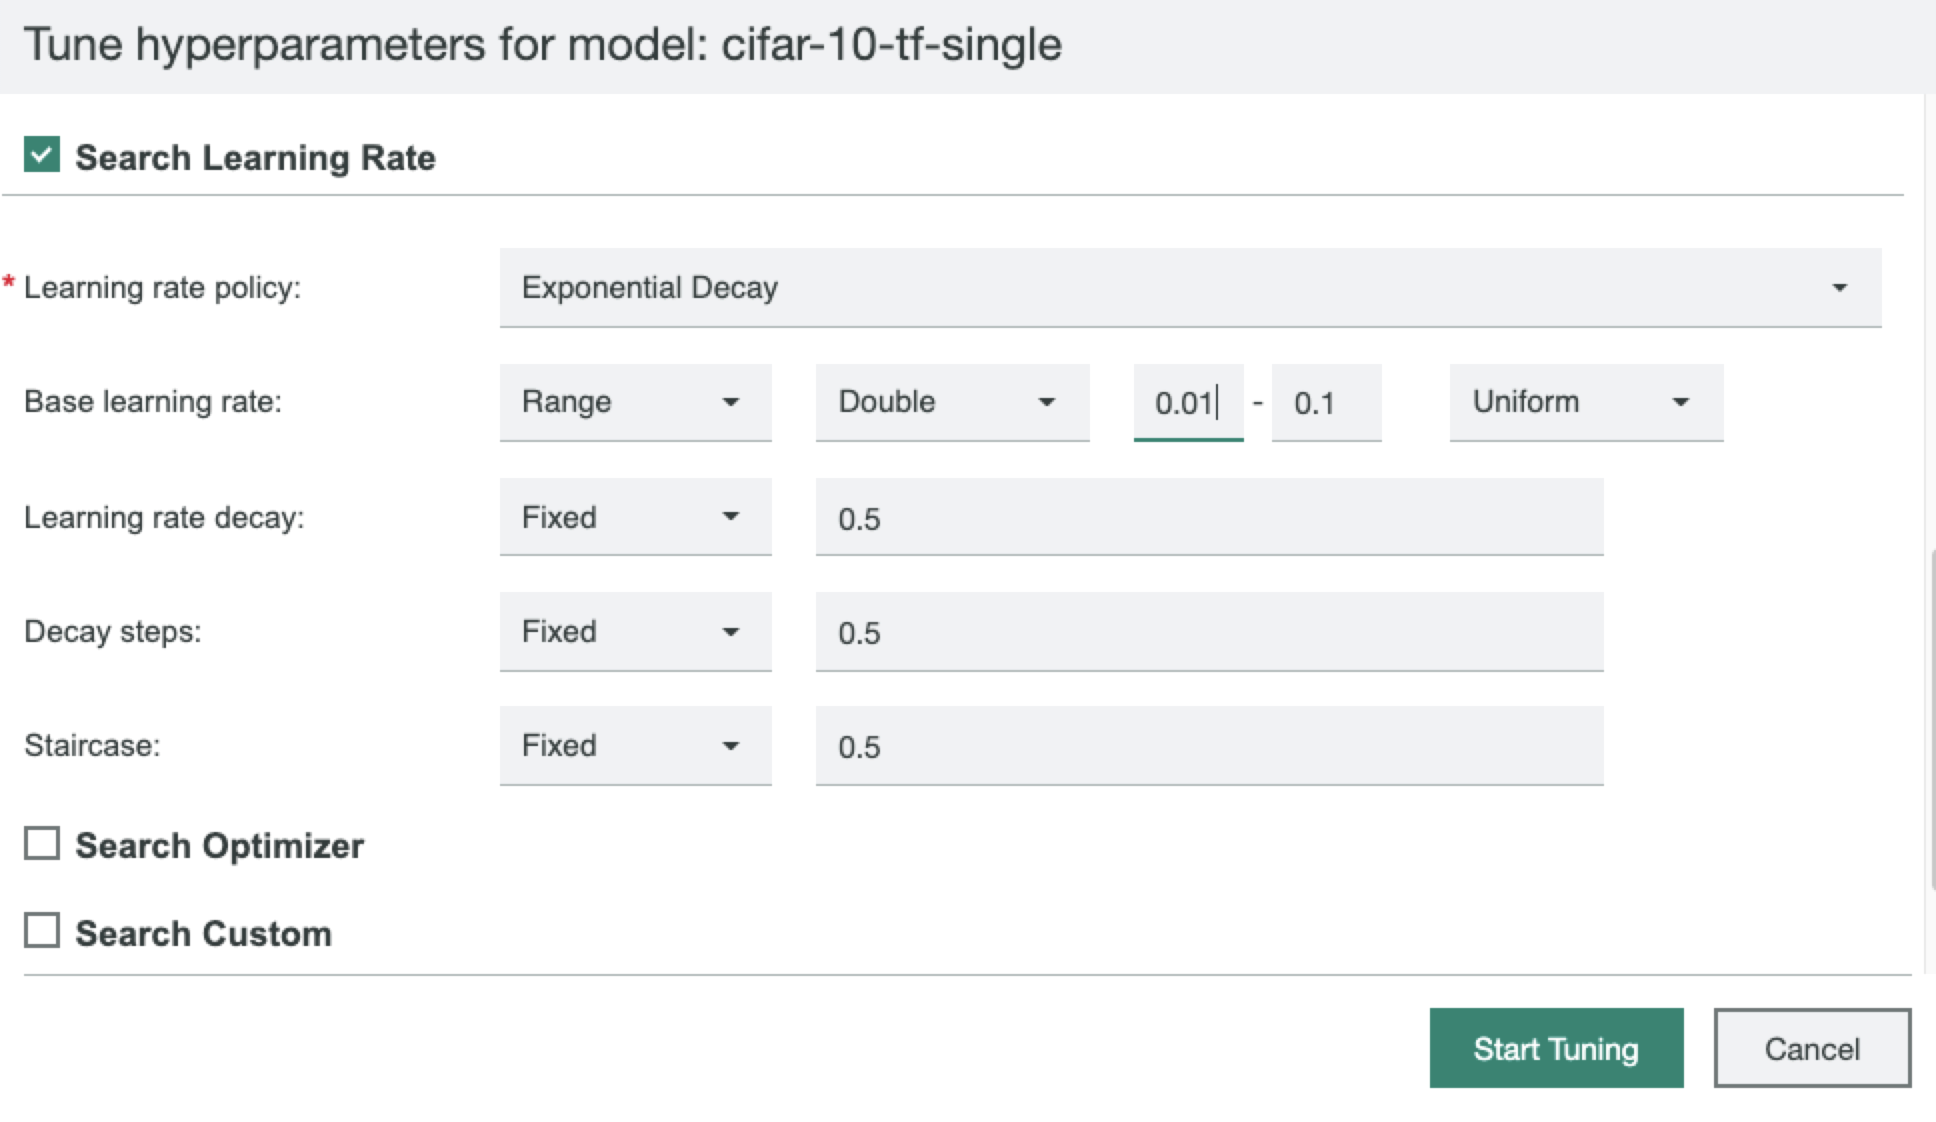 Tune hyperparameters for model: cifar-10-tf-single
Search Learning Rate
* Learning rate policy: Exponential Decay
Base learning rate: Range Double 0.01 - 0.1 Uniform
Learning rate decay: Fixed 0.5
Decay steps: Fixed 0.5
Staircase: Fixed 0.5
Search Optimizer
Search Custom
Start Tuning Cancel